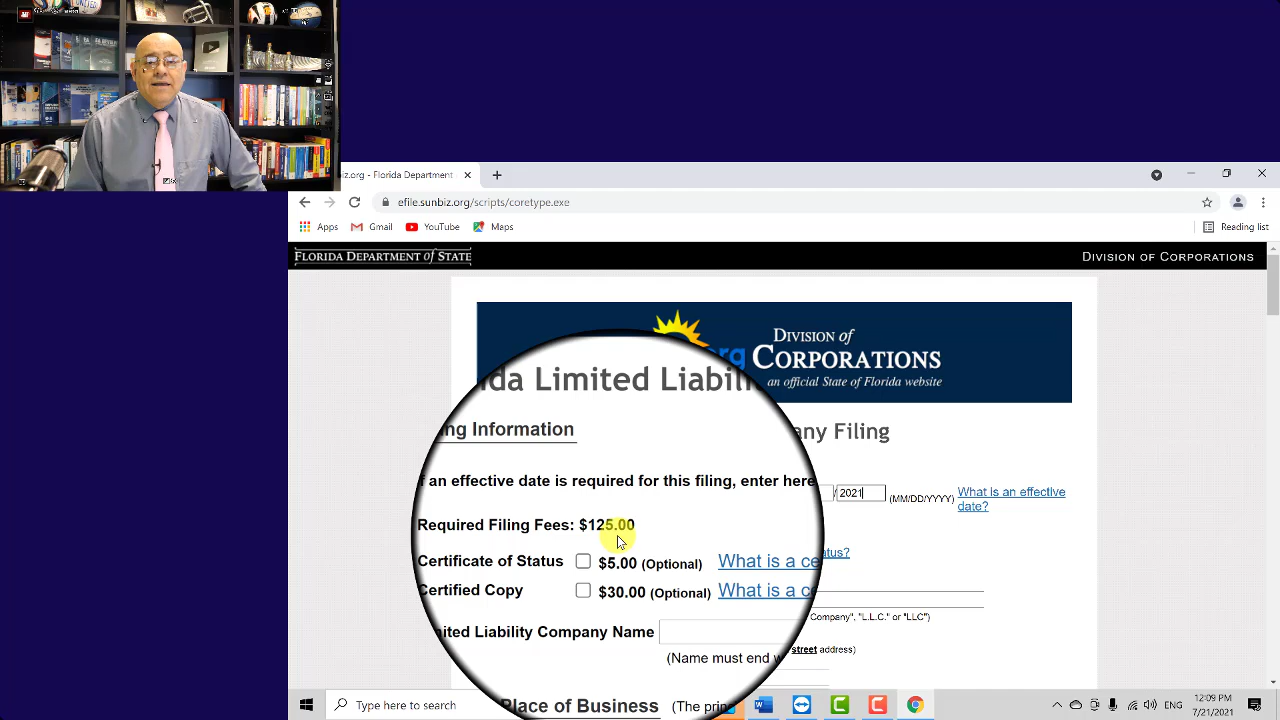 biz.org - Florida Department
efile.sunbiz.org/scripts/coretype.exe
Apps Gmail YouTube Maps Reading list
FLORIDA DEPARTMENT of STATE DIVISION OF CORPORATIONS
DIVISION of
org CORPORATIONS
an official State of Florida website
da Limited Liabili
any Filing
ng Information
f an effective date is required for this filing, enter here
/ 2021 (MM/DD/YYYY) What is an effective
date?
Required Filing Fees: $125.00
Certificate of Status $5.00 (Optional) What is a ce
atus?
Certified Copy $30.00 (Optional) What is a c
Company", "L.L.C." or "LLC")
mited Liability Company Name
street address)
(Name must end w
Place of Business (The prin
Type here to search
12:09 PM
7/21/2021